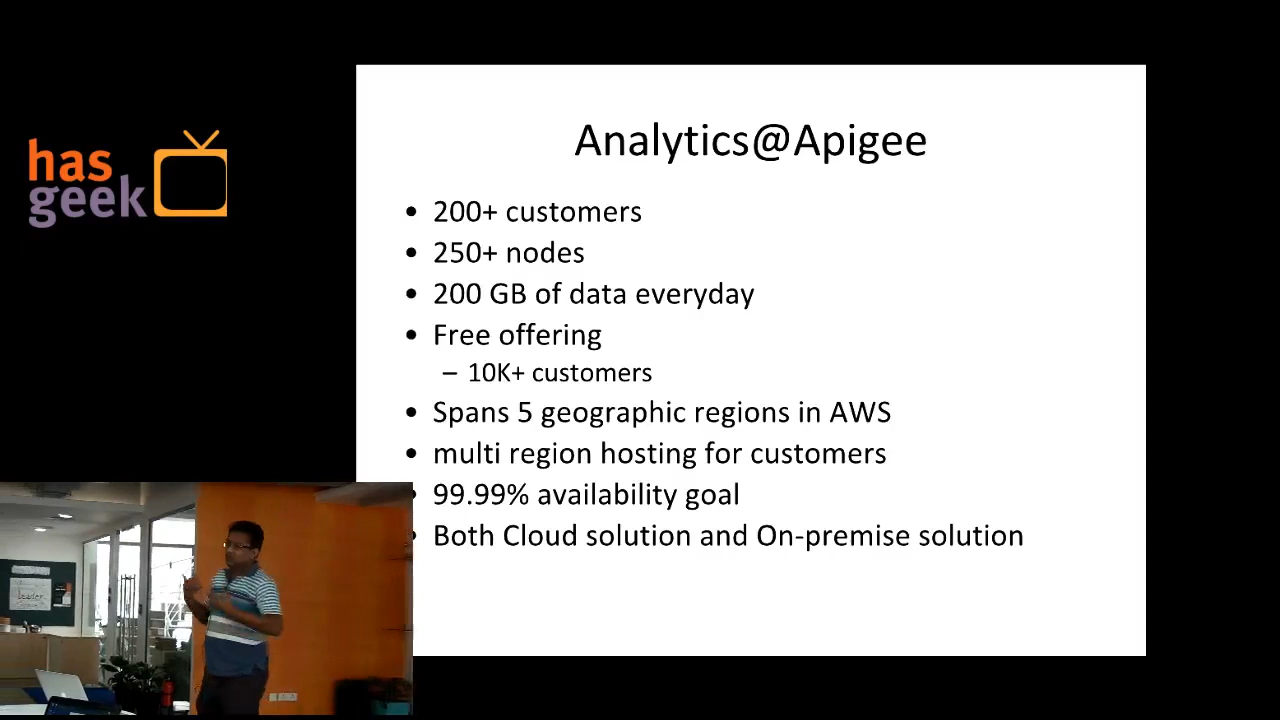 has
geek
Analytics@Apigee
• 200+ customers
• 250+ nodes
• 200 GB of data everyday
• Free offering
– 10K+ customers
• Spans 5 geographic regions in AWS
• multi region hosting for customers
• 99.99% availability goal
• Both Cloud solution and On-premise solution
Leader